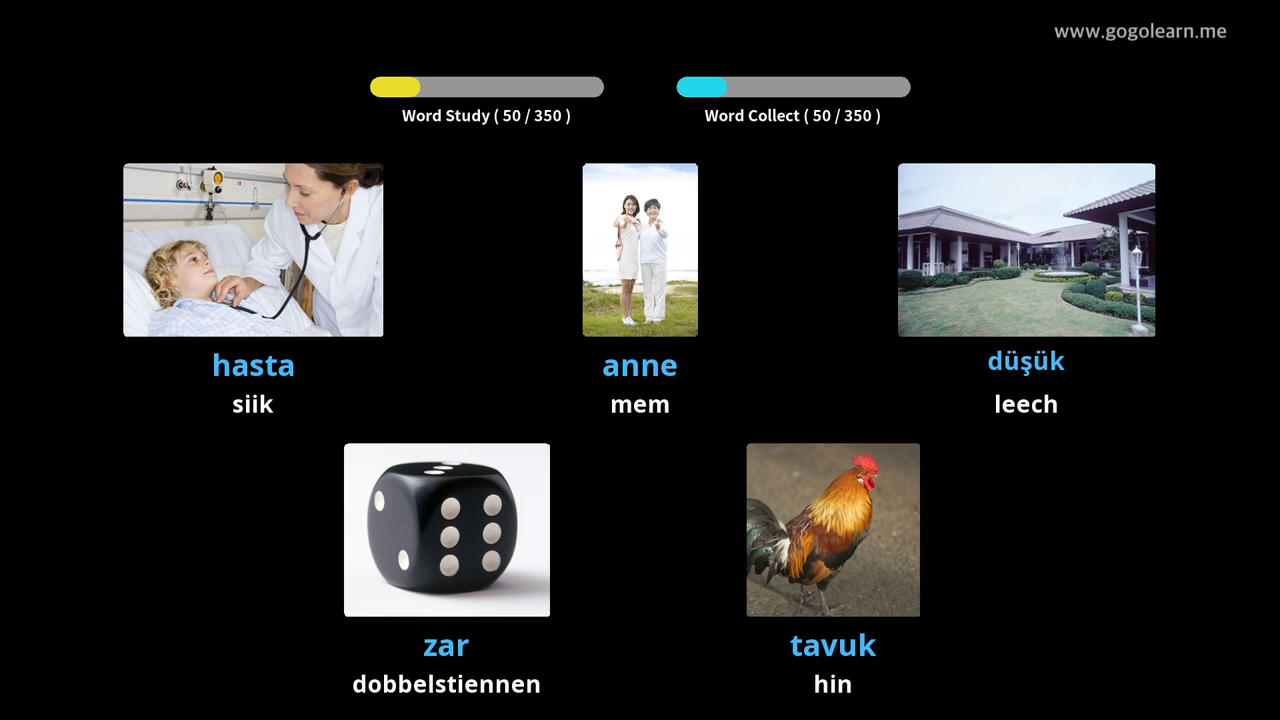 www.gogolearn.me
Word Study ( 50 / 350 )
Word Collect ( 50 / 350 )
hasta
siik
anne
mem
düşük
leech
zar
dobbelstiennen
tavuk
hin